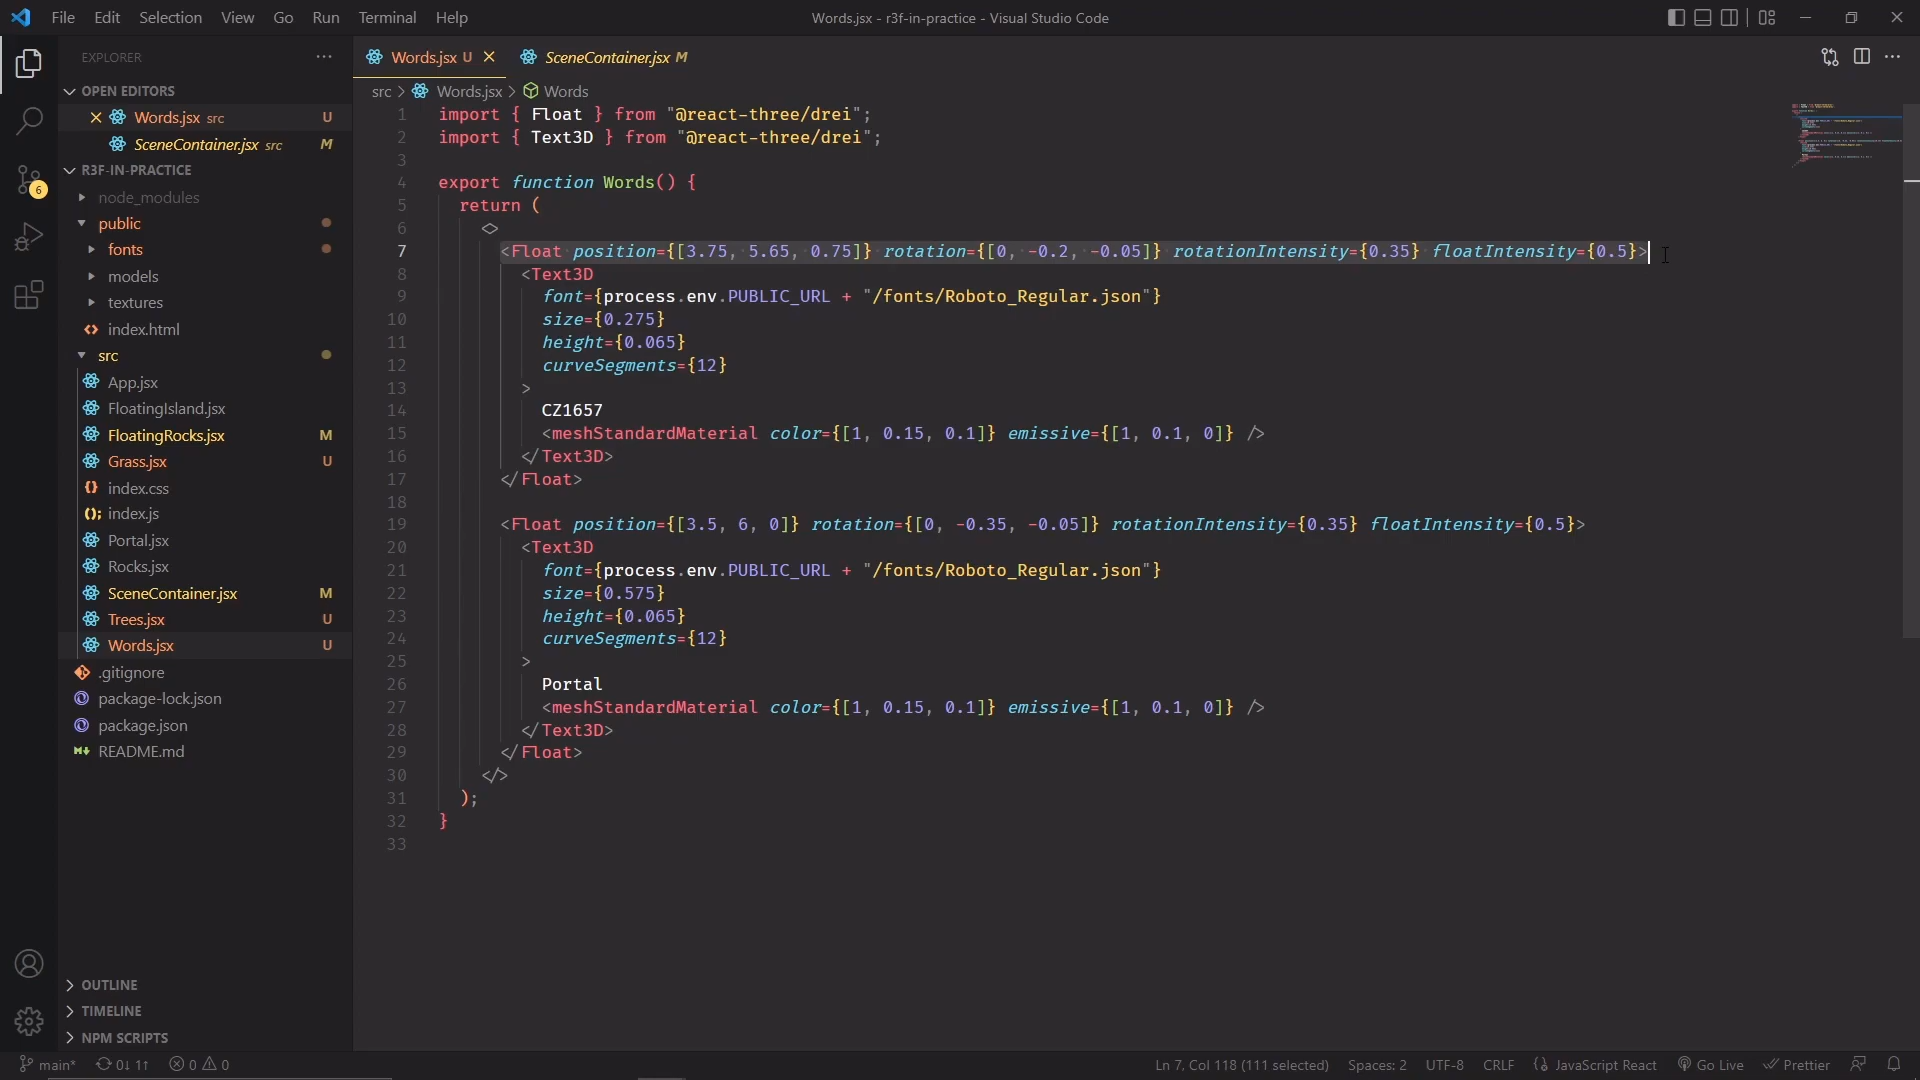 File Edit Selection View Go Run Terminal Help
Words.jsx - r3f-in-practice - Visual Studio Code
EXPLORER
OPEN EDITORS
Words.jsx src U
SceneContainer.jsx src M
R3F-IN-PRACTICE
node_modules
public
fonts
models
textures
index.html
src
App.jsx
FloatingIsland.jsx
FloatingRocks.jsx M
Grass.jsx U
index.css
index.js
Portal.jsx
Rocks.jsx
SceneContainer.jsx M
Trees.jsx U
Words.jsx U
.gitignore
package-lock.json
package.json
README.md
OUTLINE
TIMELINE
NPM SCRIPTS
6
Words.jsx U
SceneContainer.jsx M
src > Words.jsx > Words
1 import { Float } from "@react-three/drei";
2 import { Text3D } from "@react-three/drei";
3
4 export function Words() {
5 return (
6 <>
7 <Float position={[3.75, 5.65, 0.75]} rotation={[0, -0.2, -0.05]} rotationIntensity={0.35} floatIntensity={0.5}>
8 <Text3D
9 font={process.env.PUBLIC_URL + "/fonts/Roboto_Regular.json"}
10 size={0.275}
11 height={0.065}
12 curveSegments={12}
13 >
14 CZ1657
15 <meshStandardMaterial color={[1, 0.15, 0.1]} emissive={[1, 0.1, 0]} />
16 </Text3D>
17 </Float>
18
19 <Float position={[3.5, 6, 0]} rotation={[0, -0.35, -0.05]} rotationIntensity={0.35} floatIntensity={0.5}>
20 <Text3D
21 font={process.env.PUBLIC_URL + "/fonts/Roboto_Regular.json"}
22 size={0.575}
23 height={0.065}
24 curveSegments={12}
25 >
26 Portal
27 <meshStandardMaterial color={[1, 0.15, 0.1]} emissive={[1, 0.1, 0]} />
28 </Text3D>
29 </Float>
30 </>
31 );
32 }
33
main* 0↓ 1↑ 0 0
Ln 7, Col 118 (111 selected) Spaces: 2 UTF-8 CRLF JavaScript React Go Live Prettier